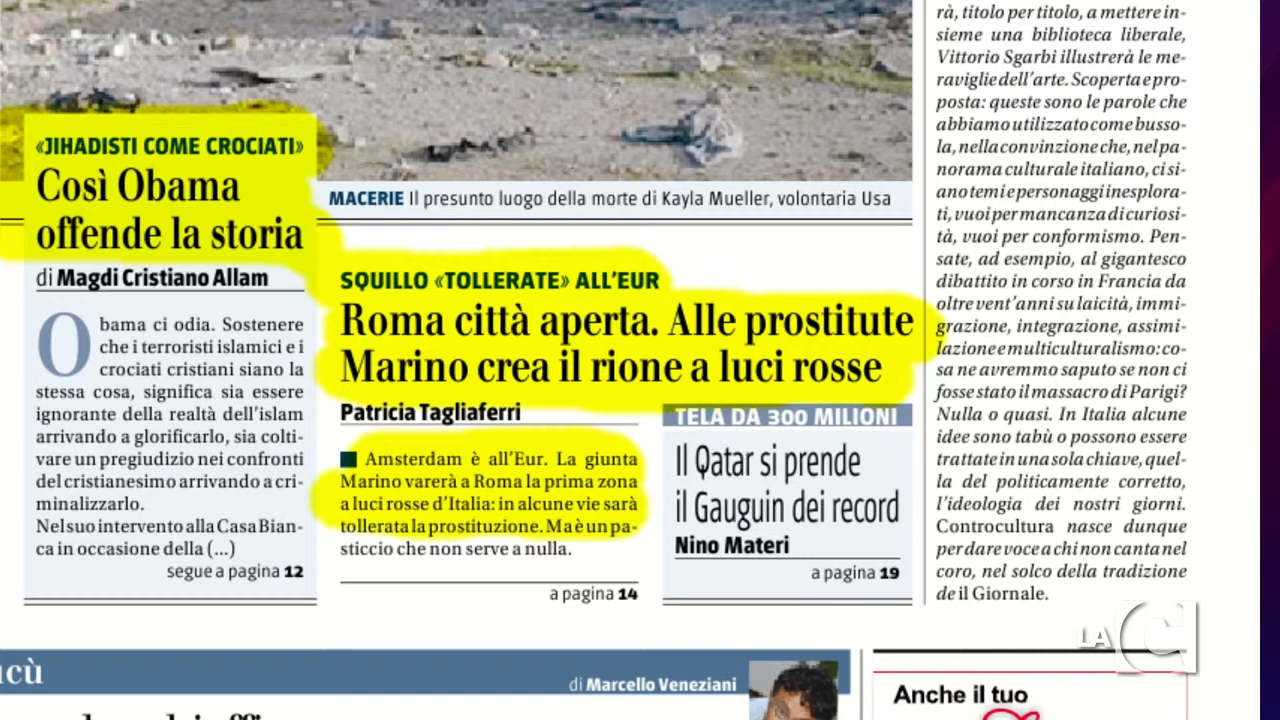 «JIHADISTI COME CROCIATI»
Così Obama
offende la storia
di Magdi Cristiano Allam
Obama ci odia. Sostenere
che i terroristi islamici e i
crociati cristiani siano la
stessa cosa, significa sia essere
ignorante della realtà dell'islam
arrivando a glorificarlo, sia colti-
vare un pregiudizio nei confronti
del cristianesimo arrivando a cri-
minalizzarlo.
Nel suo intervento alla Casa Bian-
ca in occasione della (...)
segue a pagina 12
MACERIE Il presunto luogo della morte di Kayla Mueller, volontaria Usa
SQUILLO «TOLLERATE» ALL'EUR
Roma città aperta. Alle prostitute
Marino crea il rione a luci rosse
Patricia Tagliaferri
Amsterdam è all'Eur. La giunta
Marino varerà a Roma la prima zona
a luci rosse d'Italia: in alcune vie sarà
tollerata la prostituzione. Ma è un pa-
sticcio che non serve a nulla.
a pagina 14
TELA DA 300 MILIONI
Il Qatar si prende
il Gauguin dei record
Nino Materi
a pagina 19
rà, titolo per titolo, a mettere in-
sieme una biblioteca liberale,
Vittorio Sgarbi illustrerà le me-
raviglie dell'arte. Scoperta e pro-
posta: queste sono le parole che
abbiamo utilizzato come busso-
la, nella convinzione che, nel pa-
norama culturale italiano, ci si-
ano temi e personaggi inesplora-
ti, vuoi per mancanza di curiosi-
tà, vuoi per conformismo. Pen-
sate, ad esempio, al gigantesco
dibattito in corso in Francia da
oltre vent'anni su laicità, immi-
grazione, integrazione, assimi-
lazione e multiculturalismo: co-
sa ne avremmo saputo se non ci
fosse stato il massacro di Parigi?
Nulla o quasi. In Italia alcune
idee sono tabù o possono essere
trattate in una sola chiave, quel-
la del politicamente corretto,
l'ideologia dei nostri giorni.
Controcultura nasce dunque
per dare voce a chi non canta nel
coro, nel solco della tradizione
de il Giornale.
LA C
di Marcello Veneziani
Anche il tuo